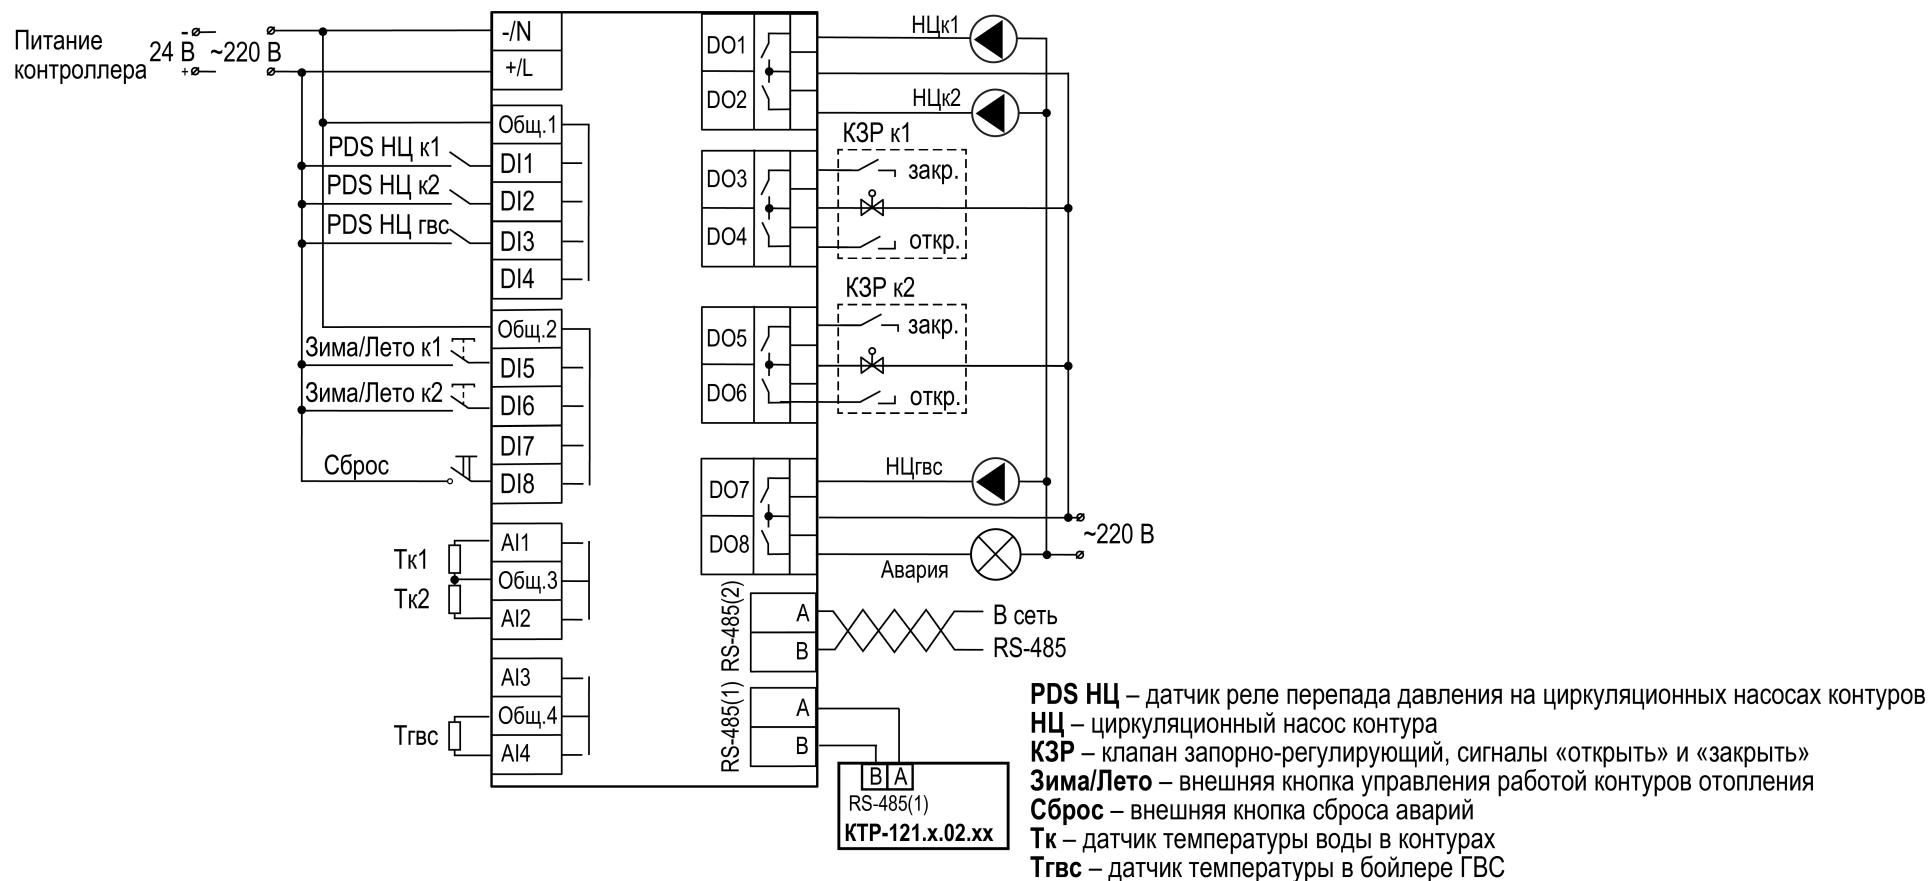 Питание
контроллера
-
24 В ~220 В
+
-/N
+/L
Общ.1
PDS НЦ к1
DI1
PDS НЦ к2
DI2
PDS НЦ гвс
DI3
DI4
Общ.2
Зима/Лето к1
DI5
Зима/Лето к2
DI6
DI7
Сброс
DI8
Тк1
AI1
Общ.3
Тк2
AI2
AI3
Общ.4
Тгвс
AI4
DO1
НЦк1
DO2
НЦк2
КЗР к1
DO3
закр.
DO4
откр.
КЗР к2
DO5
закр.
DO6
откр.
DO7
НЦгвс
DO8
Авария
~220 В
RS-485(2)
A
B
В сеть
RS-485
RS-485(1)
A
B
B A
RS-485(1)
КТР-121.х.02.хх
PDS НЦ – датчик реле перепада давления на циркуляционных насосах контуров
НЦ – циркуляционный насос контура
КЗР – клапан запорно-регулирующий, сигналы «открыть» и «закрыть»
Зима/Лето – внешняя кнопка управления работой контуров отопления
Сброс – внешняя кнопка сброса аварий
Тк – датчик температуры воды в контурах
Тгвс – датчик температуры в бойлере ГВС